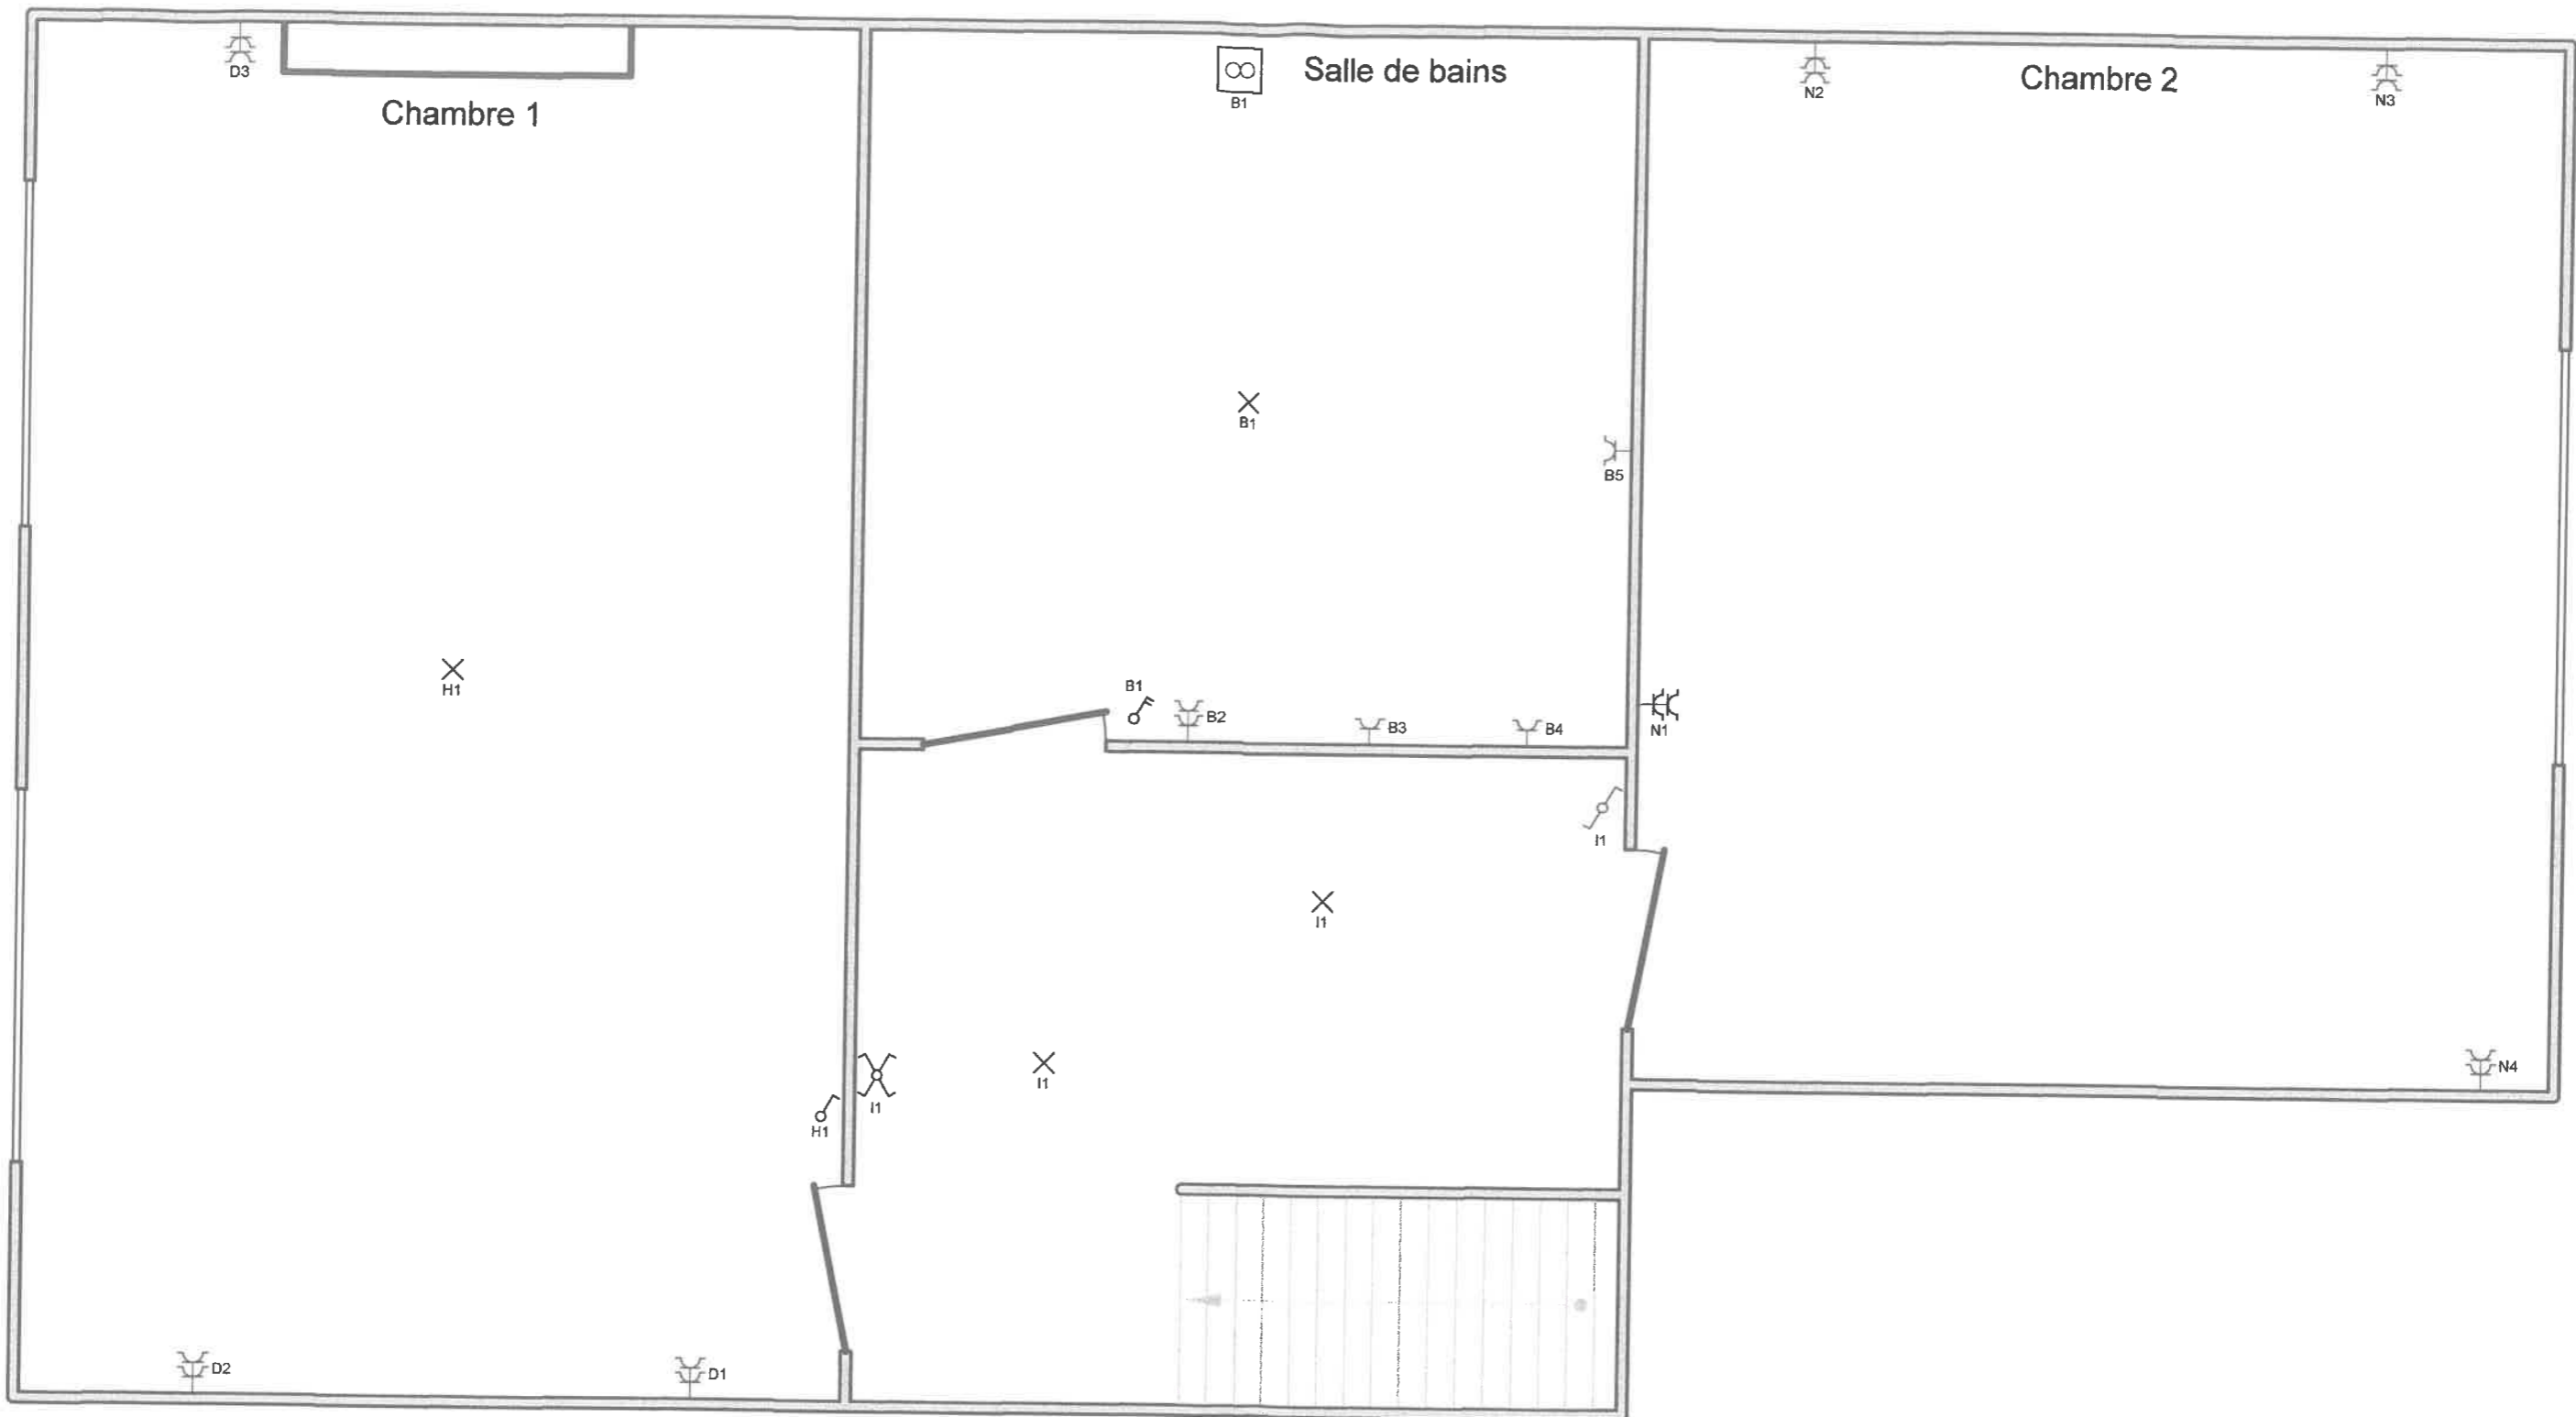 D3
Chambre 1
B1
Salle de bains
N2
Chambre 2
N3
B1
B5
H1
B1
B2
B3
B4
N1
I1
I1
I1
I1
H1
N4
D2
D1